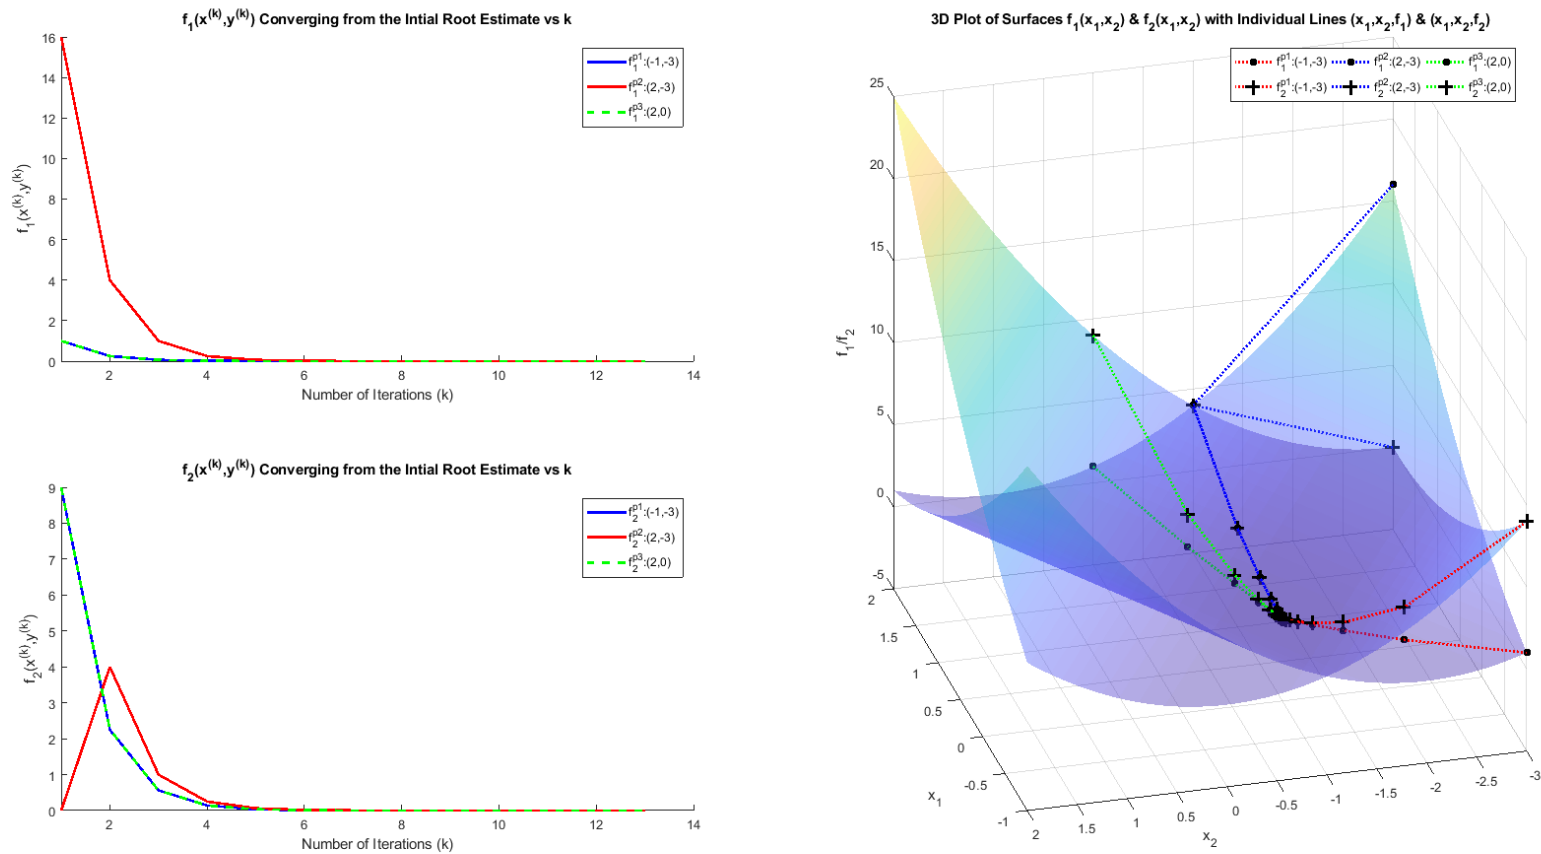 f₁(x⁽ᵏ⁾,y⁽ᵏ⁾) Converging from the Intial Root Estimate vs k
16
14
12
10
8
6
4
2
0
f₁(x⁽ᵏ⁾,y⁽ᵏ⁾)
2 4 6 8 10 12 14
Number of Iterations (k)
f₁ᵖ¹:(-1,-3)
f₁ᵖ²:(2,-3)
f₁ᵖ³:(2,0)
f₂(x⁽ᵏ⁾,y⁽ᵏ⁾) Converging from the Intial Root Estimate vs k
9
8
7
6
5
4
3
2
1
0
f₂(x⁽ᵏ⁾,y⁽ᵏ⁾)
2 4 6 8 10 12 14
Number of Iterations (k)
f₂ᵖ¹:(-1,-3)
f₂ᵖ²:(2,-3)
f₂ᵖ³:(2,0)
3D Plot of Surfaces f₁(x₁,x₂) & f₂(x₁,x₂) with Individual Lines (x₁,x₂,f₁) & (x₁,x₂,f₂)
f₁ᵖ¹:(-1,-3) f₁ᵖ²:(2,-3) f₁ᵖ³:(2,0)
f₂ᵖ¹:(-1,-3) f₂ᵖ²:(2,-3) f₂ᵖ³:(2,0)
25
20
15
10
5
0
-5
f₁/f₂
2
1.5
1
0.5
0
-0.5
-1
x₁
2 1.5 1 0.5 0 -0.5 -1 -1.5 -2 -2.5 -3
x₂